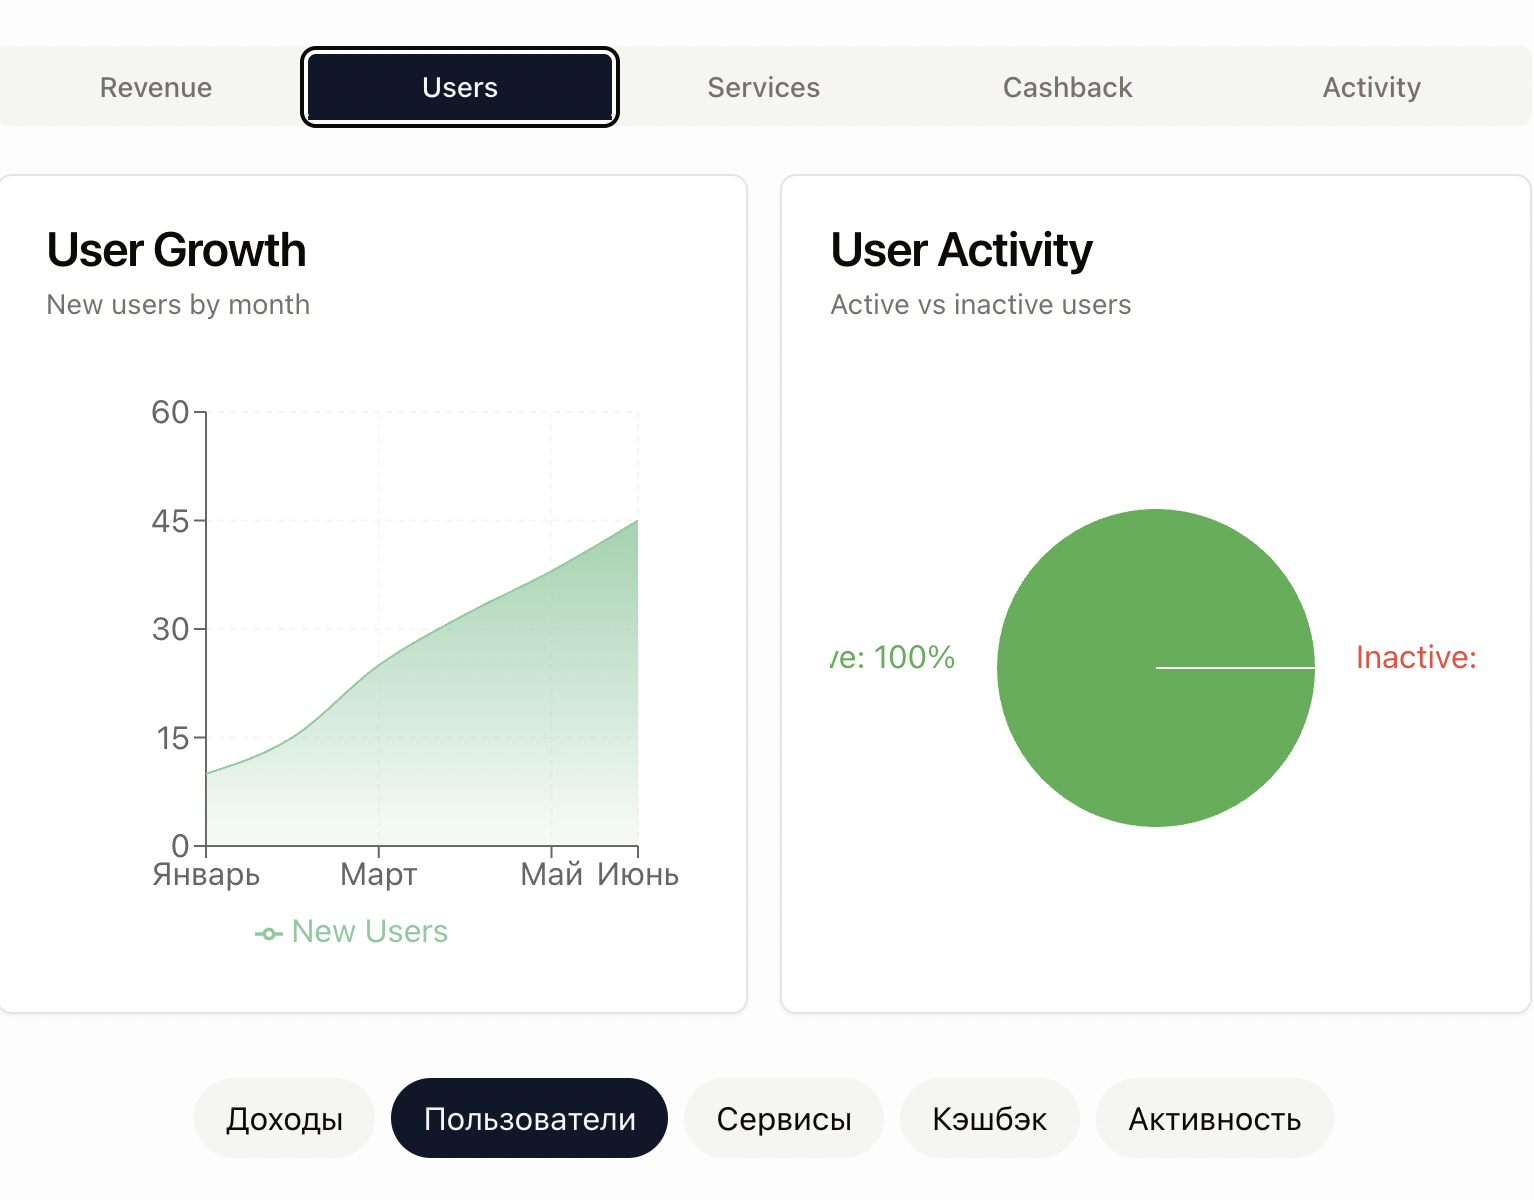 Revenue
Users
Services
Cashback
Activity
User Growth
New users by month
60
45
30
15
0
Январь
Март
Май
Июнь
New Users
User Activity
Active vs inactive users
ve: 100%
Inactive:
Доходы
Пользователи
Сервисы
Кэшбэк
Активность